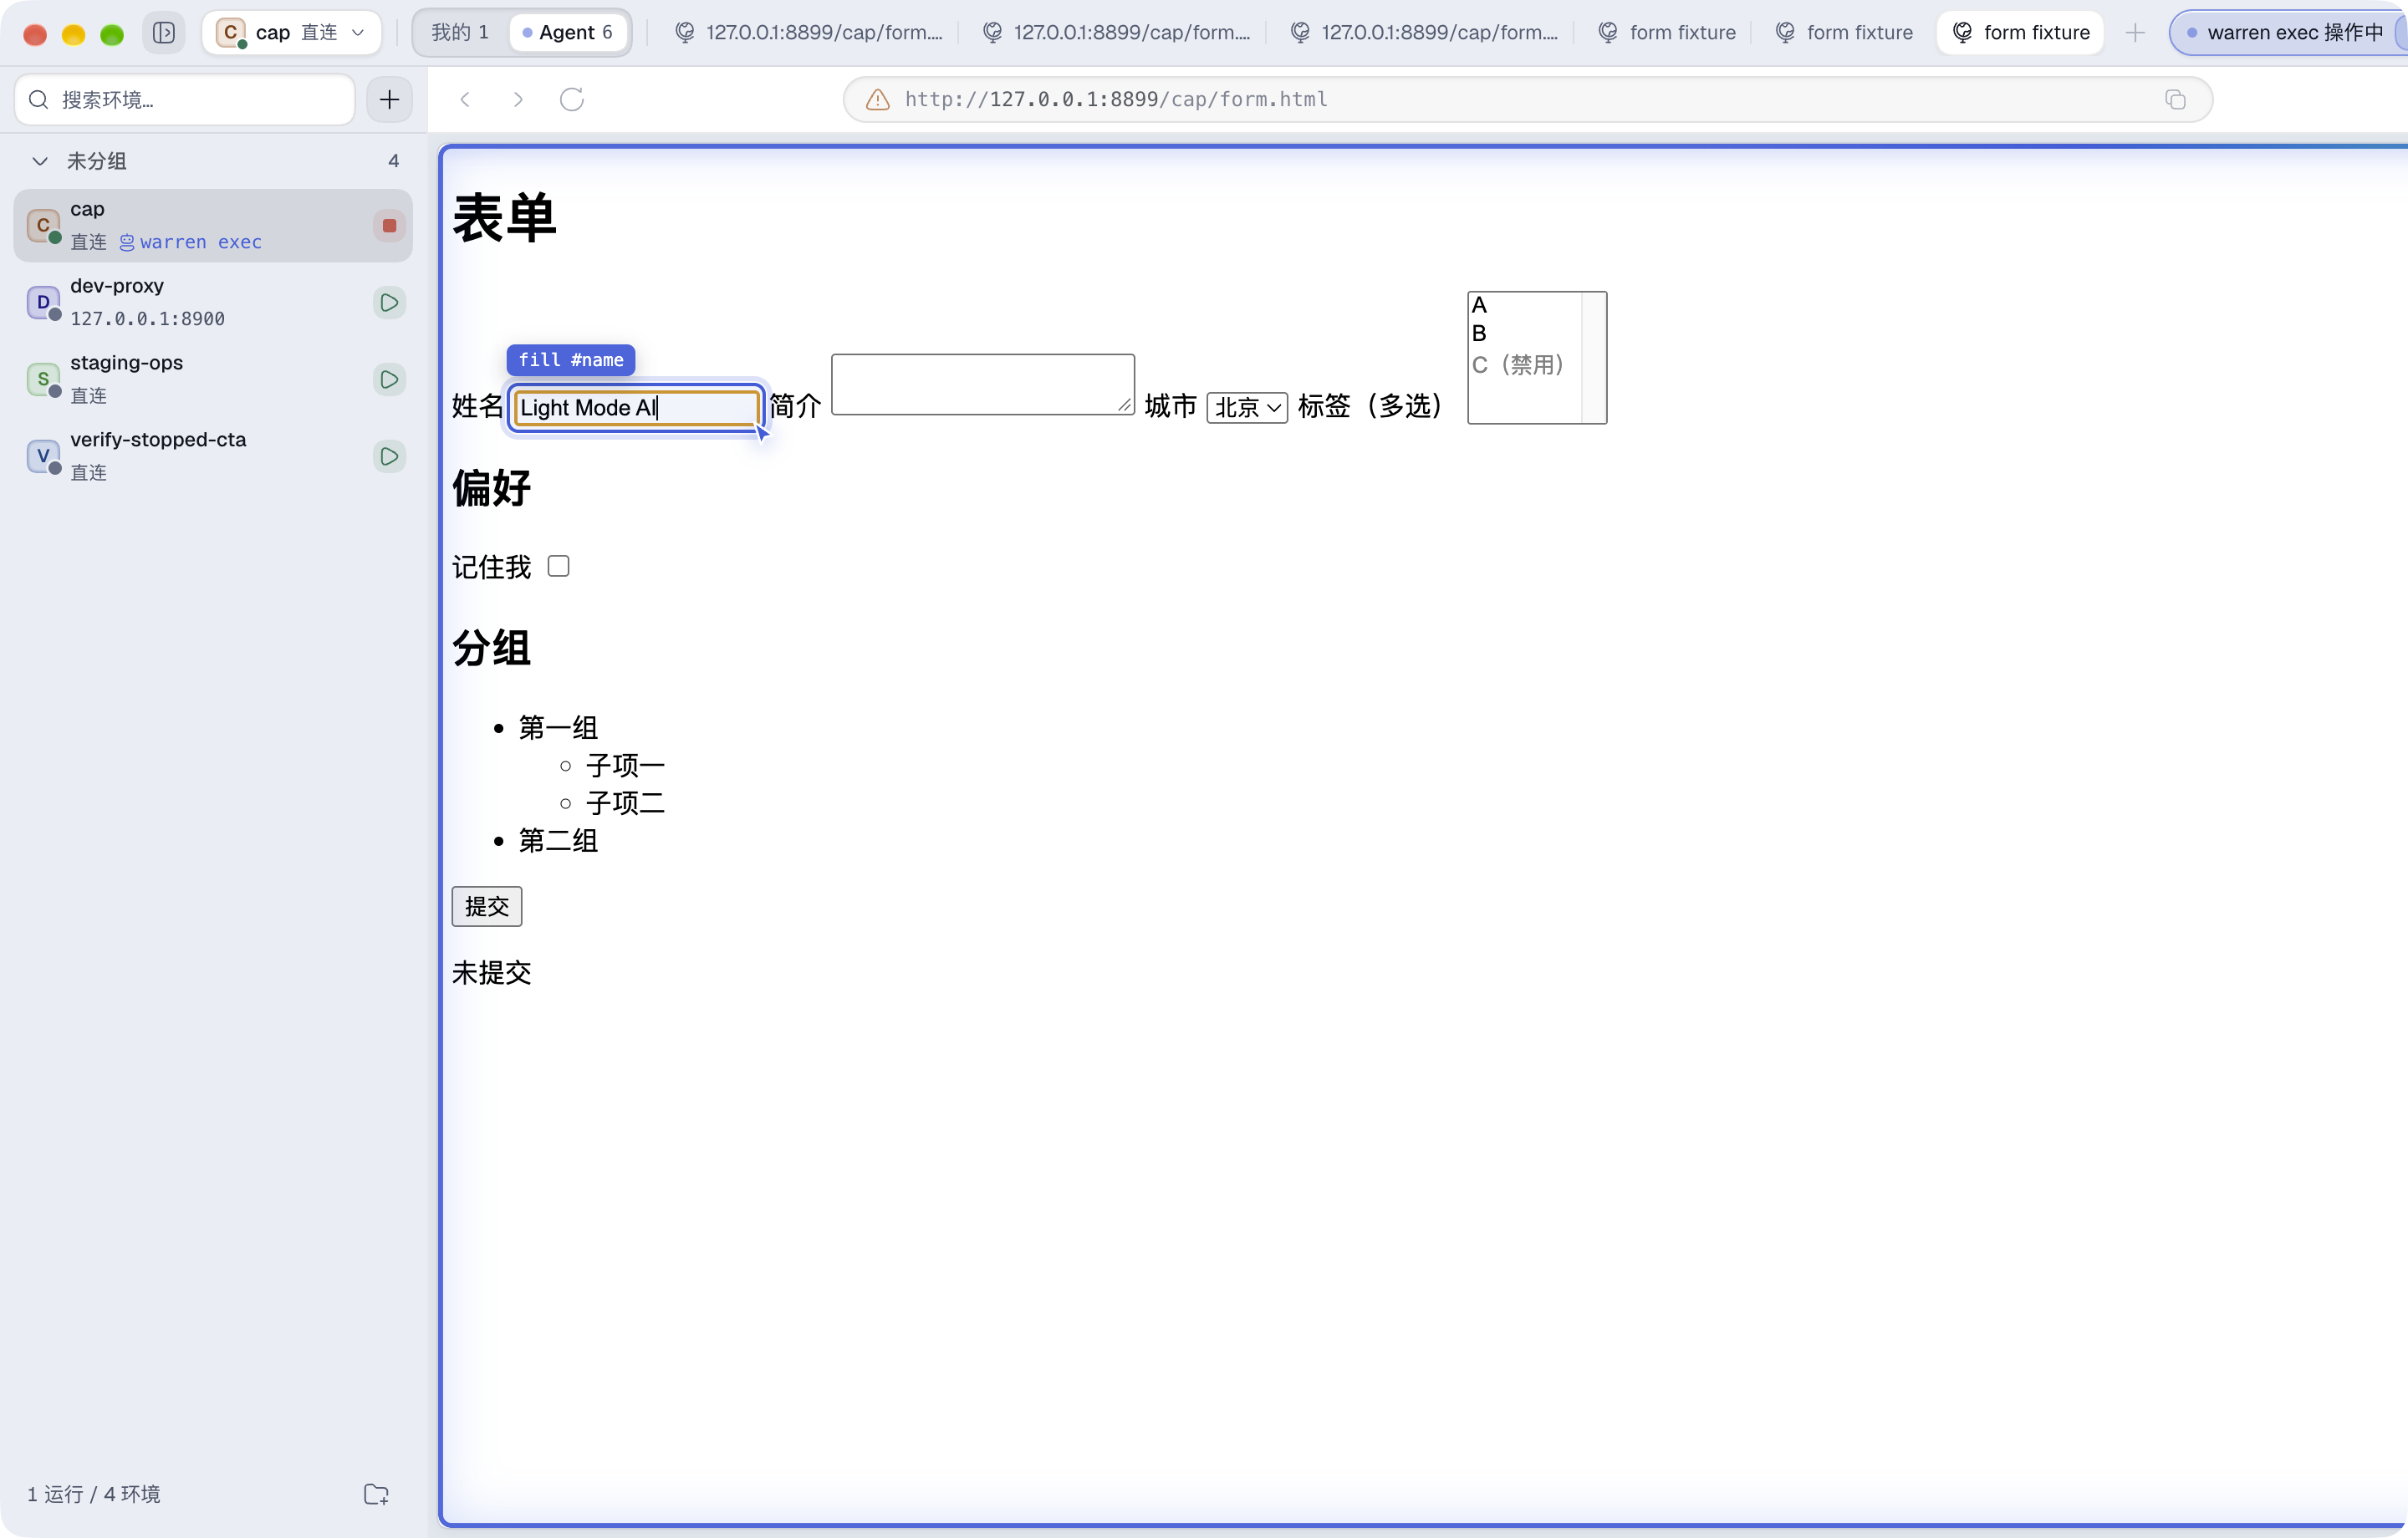 C cap 直连
我的 1 Agent 6
127.0.0.1:8899/cap/form....
127.0.0.1:8899/cap/form....
127.0.0.1:8899/cap/form....
form fixture
form fixture
form fixture
warren exec 操作中
搜索环境...
http://127.0.0.1:8899/cap/form.html
未分组 4
C cap
直连 warren exec
D dev-proxy
127.0.0.1:8900
S staging-ops
直连
V verify-stopped-cta
直连
1 运行 / 4 环境
表单
fill #name
姓名 Light Mode AI 简介 城市 北京 标签（多选）
A
B
C（禁用）
偏好
记住我
分组
第一组
子项一
子项二
第二组
提交
未提交